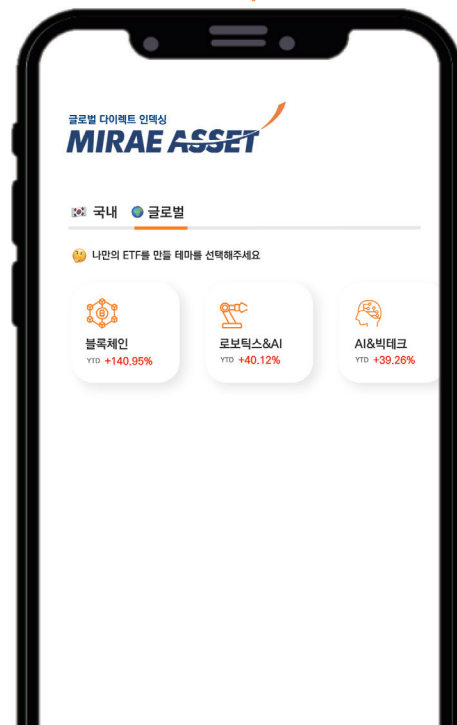 글로벌 다이렉트 인덱싱
MIRAE ASSET
국내 글로벌
나만의 ETF를 만들 테마를 선택해주세요
블록체인
YTD +140.95%
로보틱스&AI
YTD +40.12%
AI&빅테크
YTD +39.26%